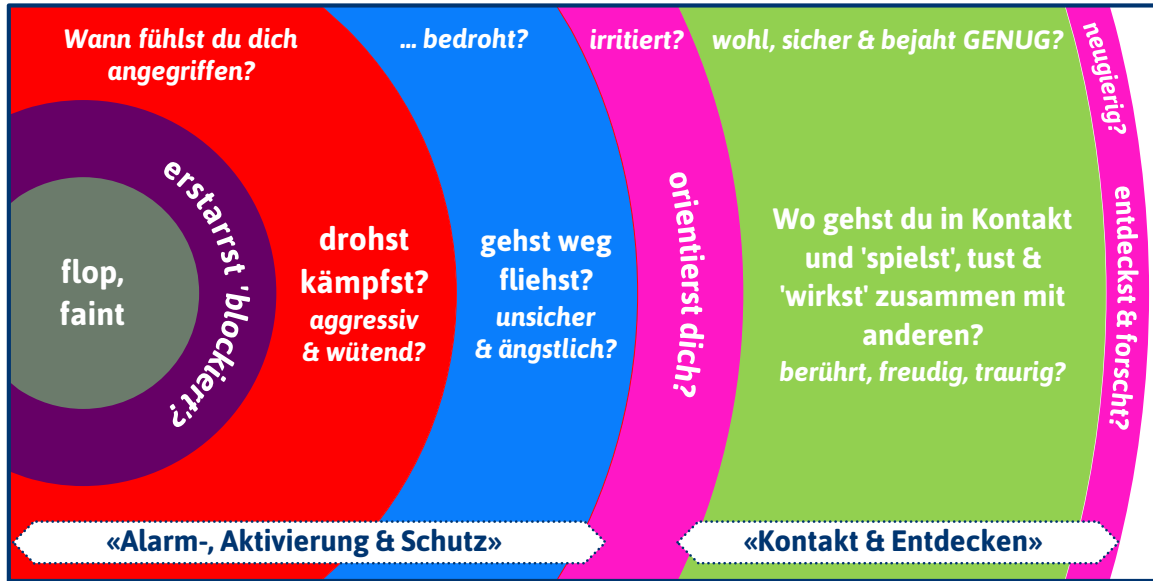 Wann fühlst du dich
angegriffen?
... bedroht?
irritiert?
wohl, sicher & bejaht GENUG?
neugierig?
flop,
faint
erstarrst 'blockiert'?
drohst
kämpfst?
aggressiv
& wütend?
gehst weg
fliehst?
unsicher
& ängstlich?
orientierst dich?
Wo gehst du in Kontakt
und 'spielst', tust &
'wirkst' zusammen mit
anderen?
berührt, freudig, traurig?
entdeckst & forscht?
«Alarm-, Aktivierung & Schutz»
«Kontakt & Entdecken»